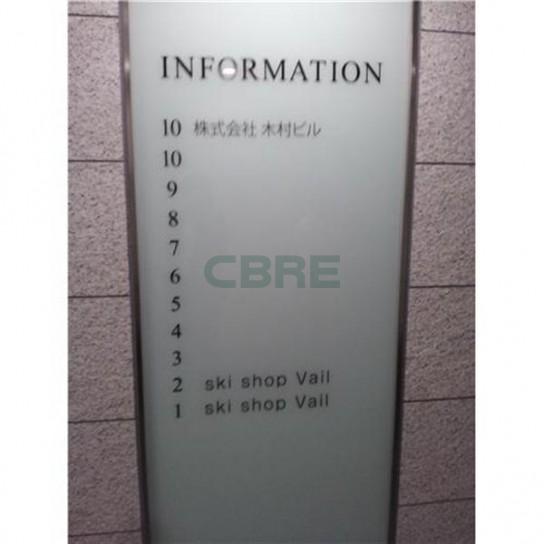 INFORMATION
10 株式会社 木村ビル
10
9
8
7
6
CBRE
5
4
3
2 ski shop Vail
1 ski shop Vail